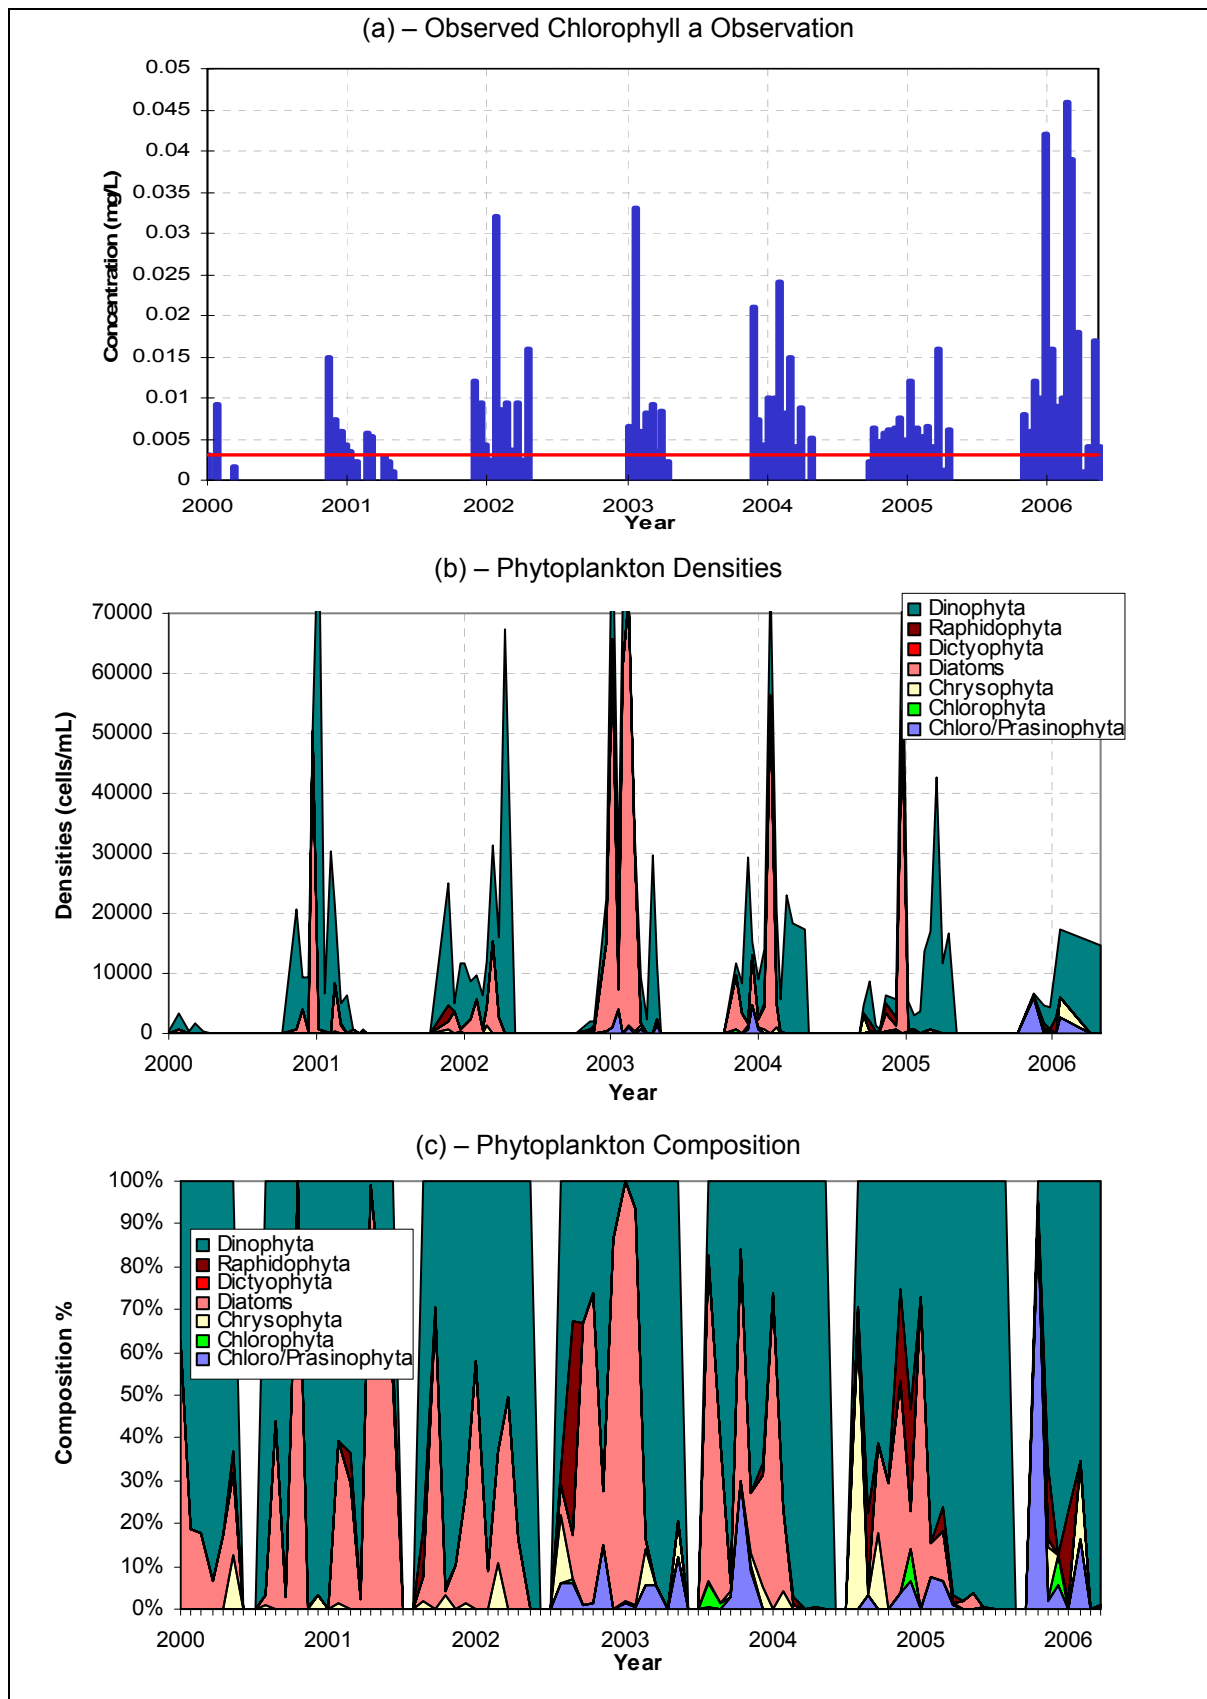 (a) – Observed Chlorophyll a Observation
0.05
0.045
0.04
0.035
0.03
0.025
0.02
0.015
0.01
0.005
0
Concentration (mg/L)
2000 2001 2002 2003 2004 2005 2006
Year
(b) – Phytoplankton Densities
70000
60000
50000
40000
30000
20000
10000
0
Densities (cells/mL)
Dinophyta
Raphidophyta
Dictyophyta
Diatoms
Chrysophyta
Chlorophyta
Chloro/Prasinophyta
2000 2001 2002 2003 2004 2005 2006
Year
(c) – Phytoplankton Composition
100%
90%
80%
70%
60%
50%
40%
30%
20%
10%
0%
Composition %
Dinophyta
Raphidophyta
Dictyophyta
Diatoms
Chrysophyta
Chlorophyta
Chloro/Prasinophyta
2000 2001 2002 2003 2004 2005 2006
Year